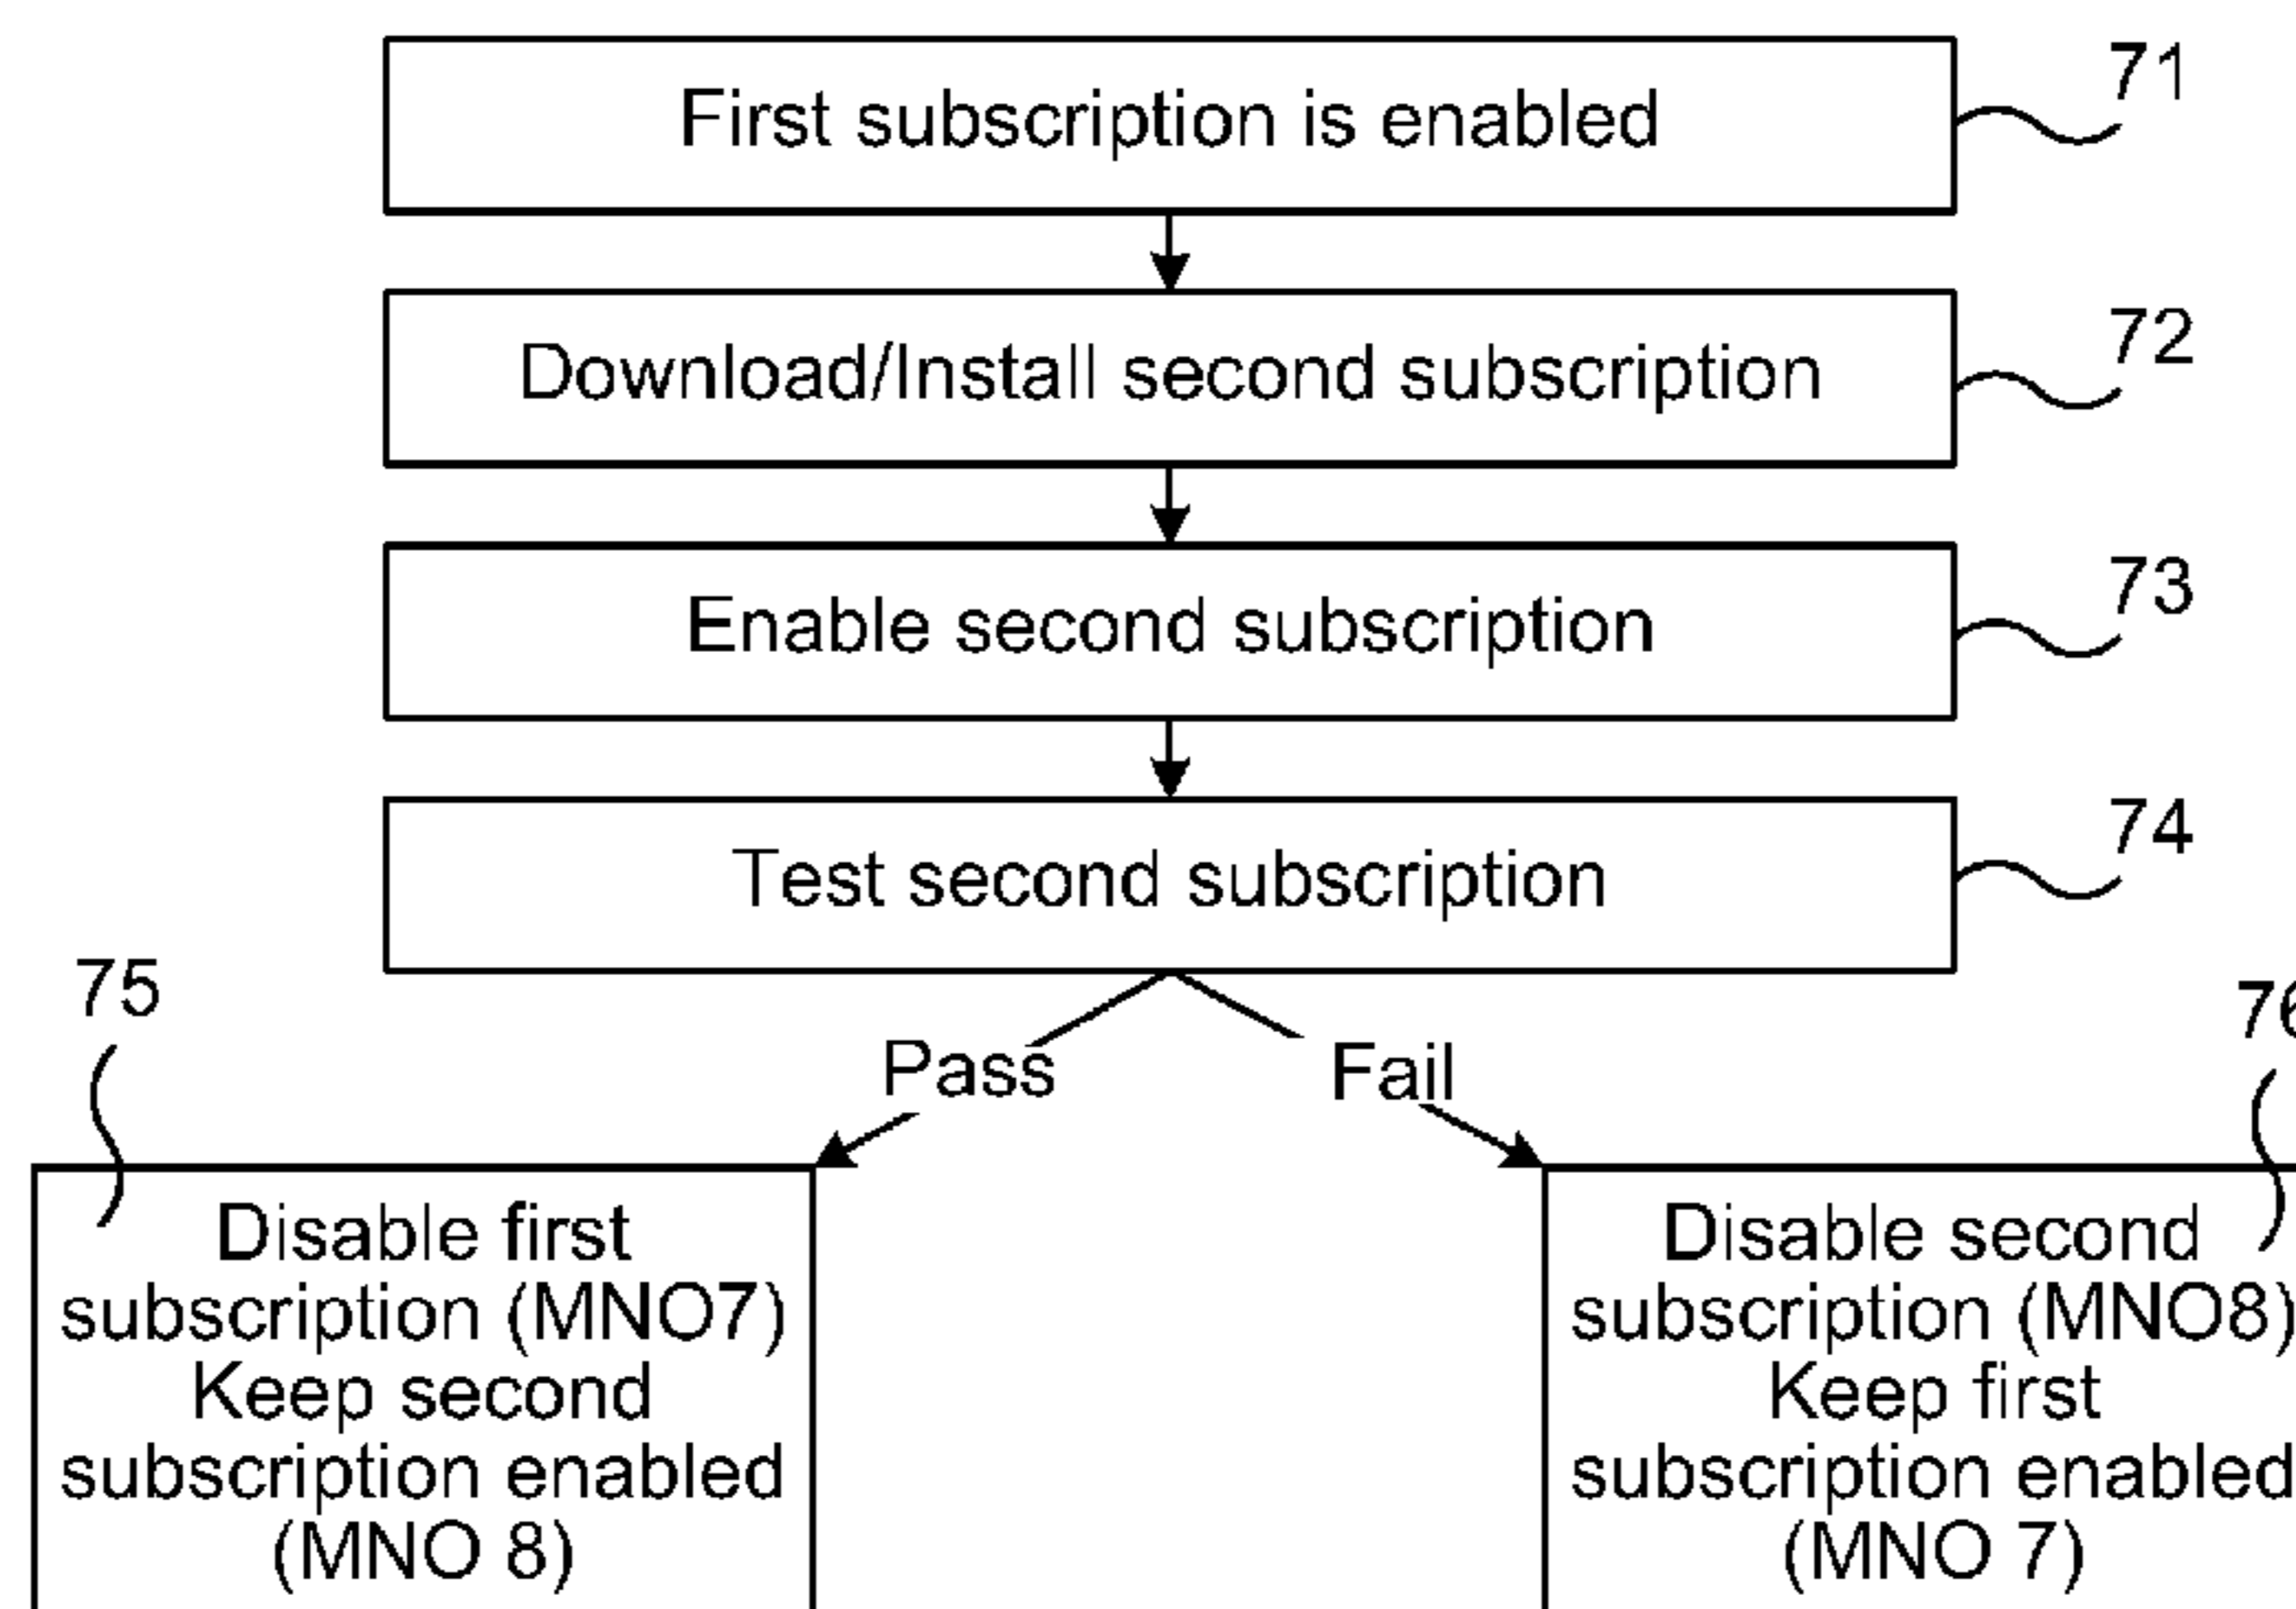 First subscription is enabled
71
Download/Install second subscription
72
Enable second subscription
73
Test second subscription
74
75
76
Pass
Fail
Disable first
subscription (MNO7)
Keep second
subscription enabled
(MNO 8)
Disable second
subscription (MNO8)
Keep first
subscription enabled
(MNO 7)